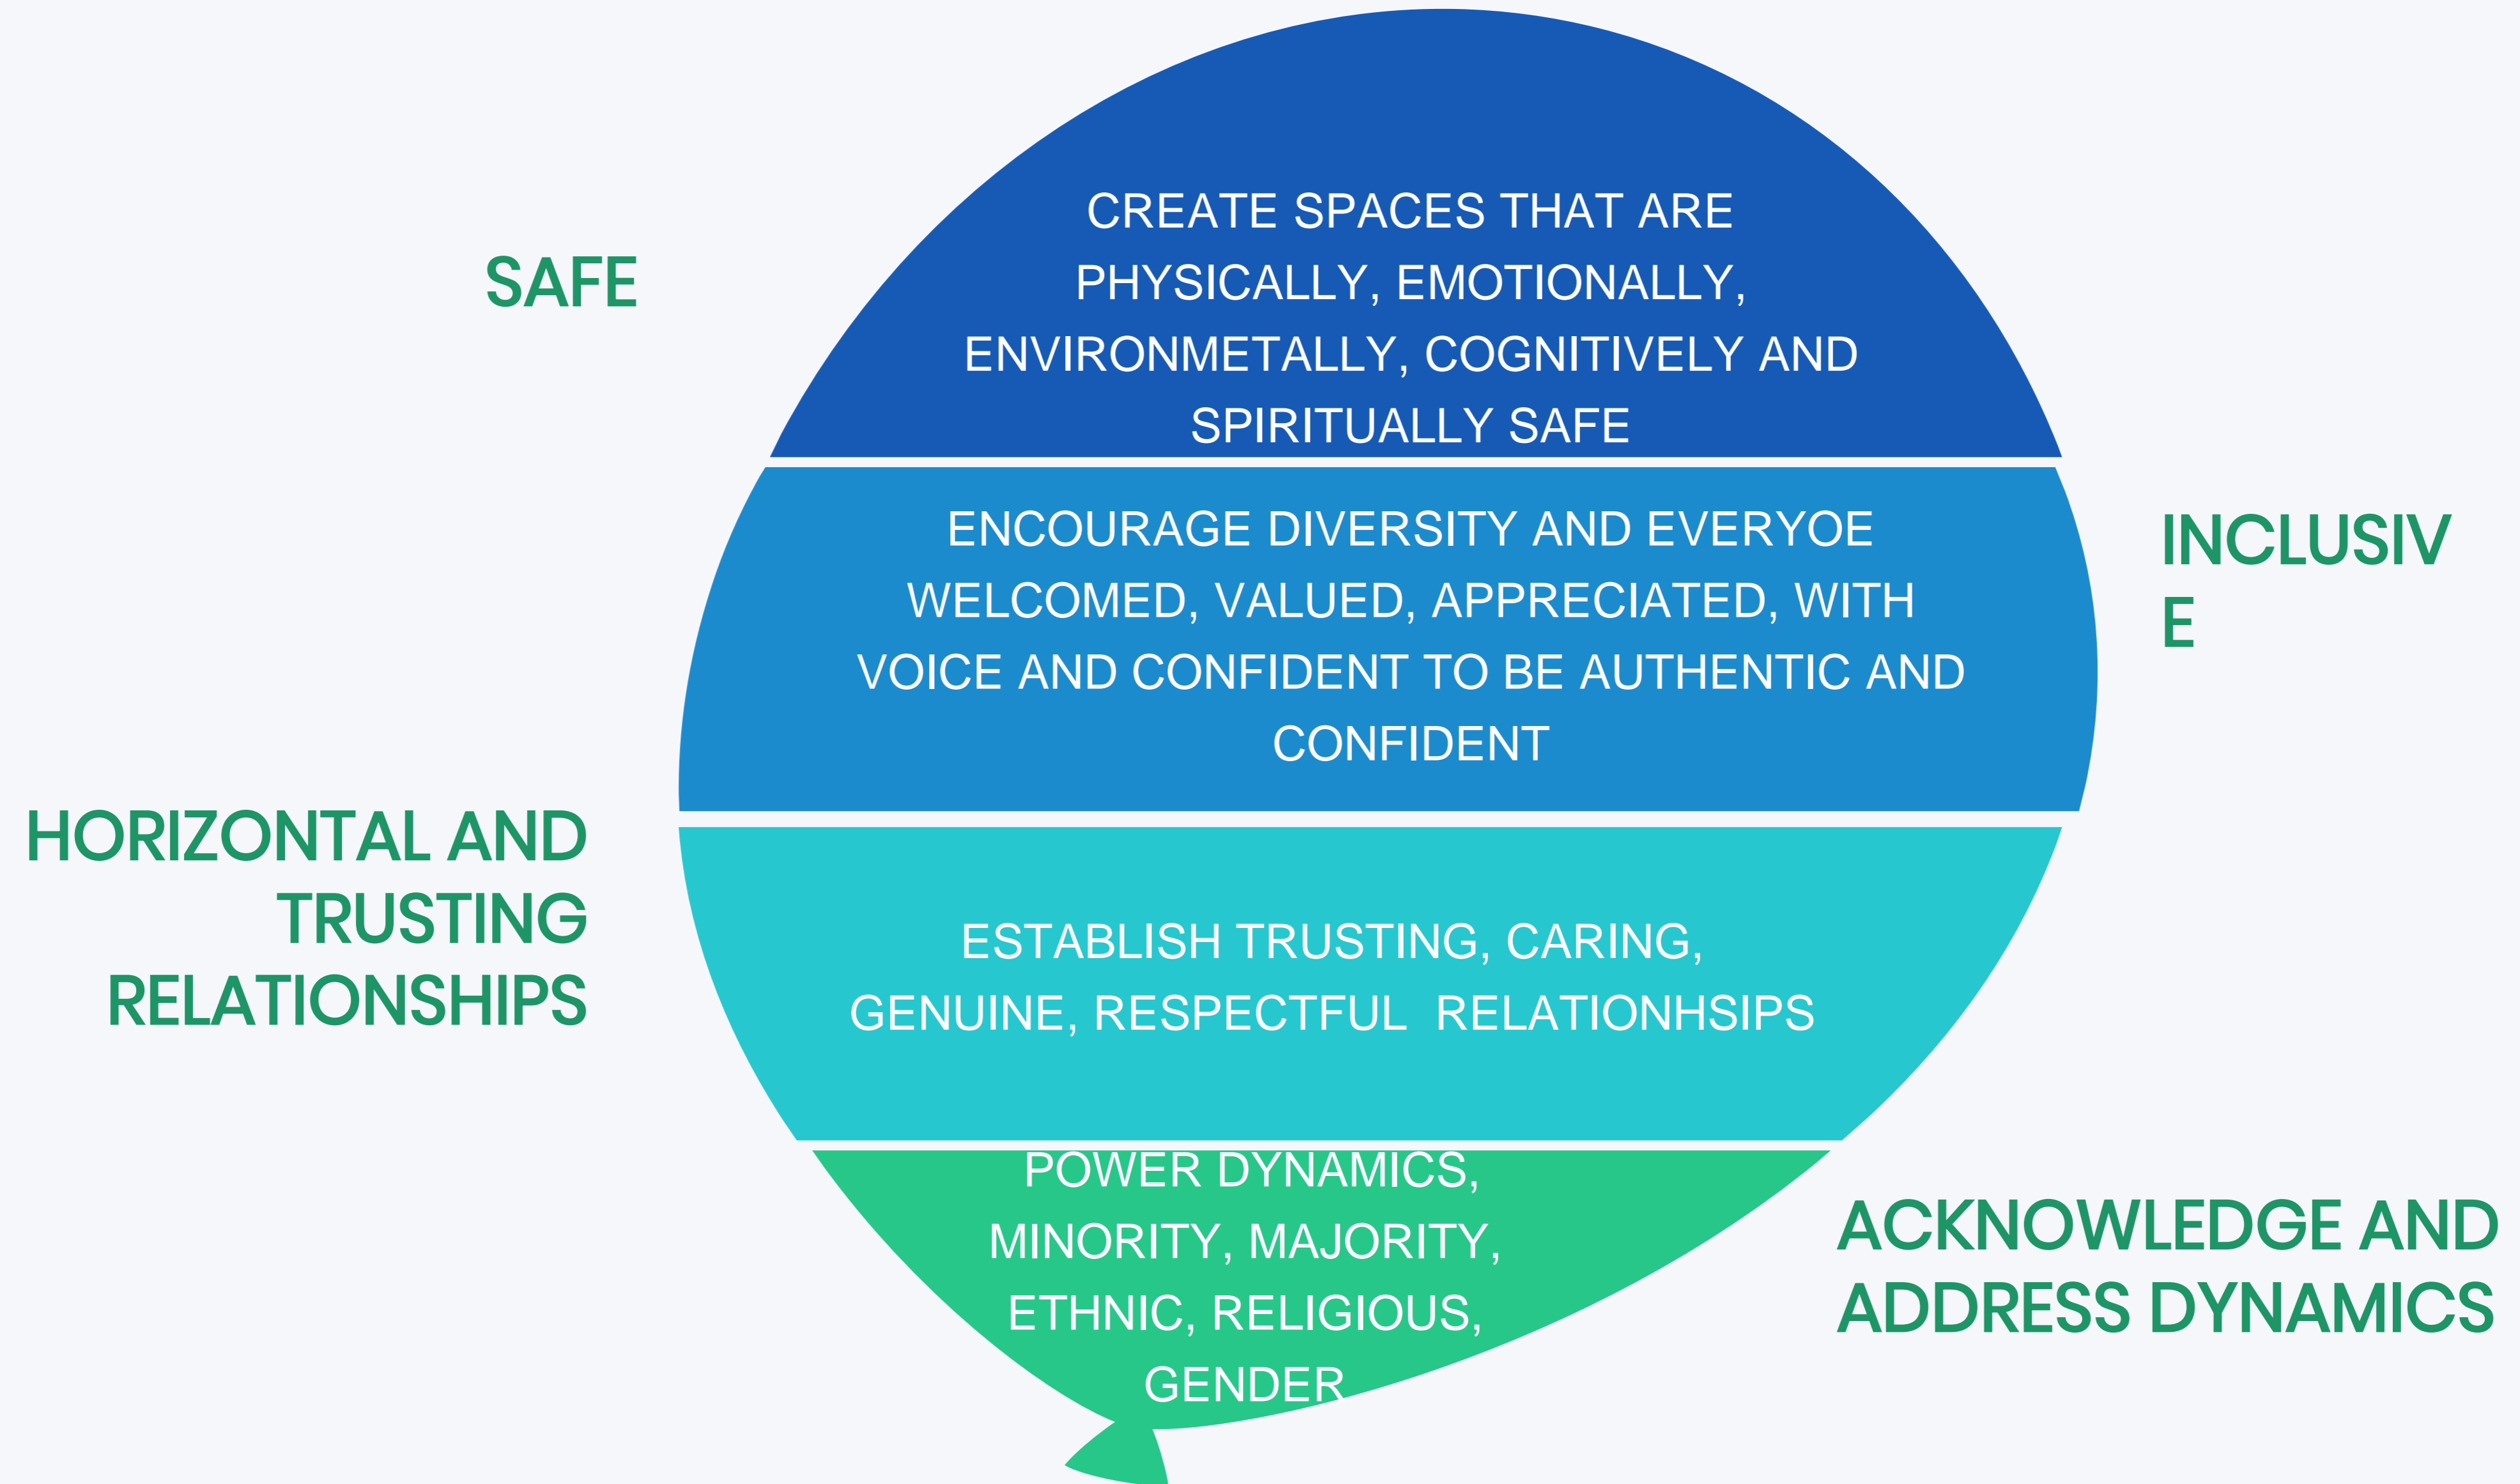 SAFE
CREATE SPACES THAT ARE
PHYSICALLY, EMOTIONALLY,
ENVIRONMETALLY, COGNITIVELY AND
SPIRITUALLY SAFE
INCLUSIV
E
ENCOURAGE DIVERSITY AND EVERYOE
WELCOMED, VALUED, APPRECIATED, WITH
VOICE AND CONFIDENT TO BE AUTHENTIC AND
CONFIDENT
HORIZONTAL AND
TRUSTING
RELATIONSHIPS
ESTABLISH TRUSTING, CARING,
GENUINE, RESPECTFUL  RELATIONHSIPS
ACKNOWLEDGE AND
ADDRESS DYNAMICS
POWER DYNAMICS,
MINORITY, MAJORITY,
ETHNIC, RELIGIOUS,
GENDER